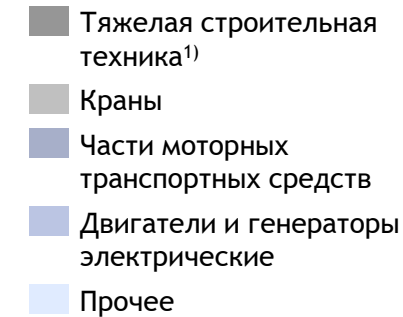 Тяжелая строительная
техника1)
Краны
Части моторных
транспортных средств
Двигатели и генераторы
электрические
Прочее